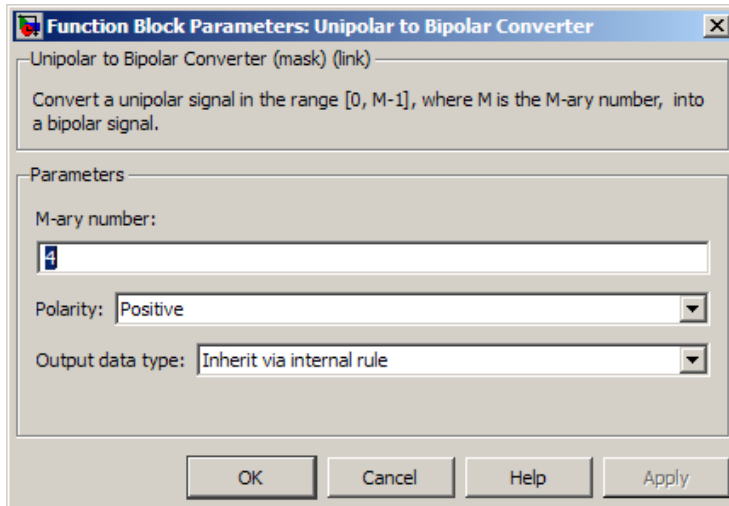 Function Block Parameters: Unipolar to Bipolar Converter
Unipolar to Bipolar Converter (mask) (link)
Convert a unipolar signal in the range [0, M-1], where M is the M-ary number, into
a bipolar signal.
Parameters
M-ary number:
4
Polarity: Positive
Output data type: Inherit via internal rule
OK Cancel Help Apply